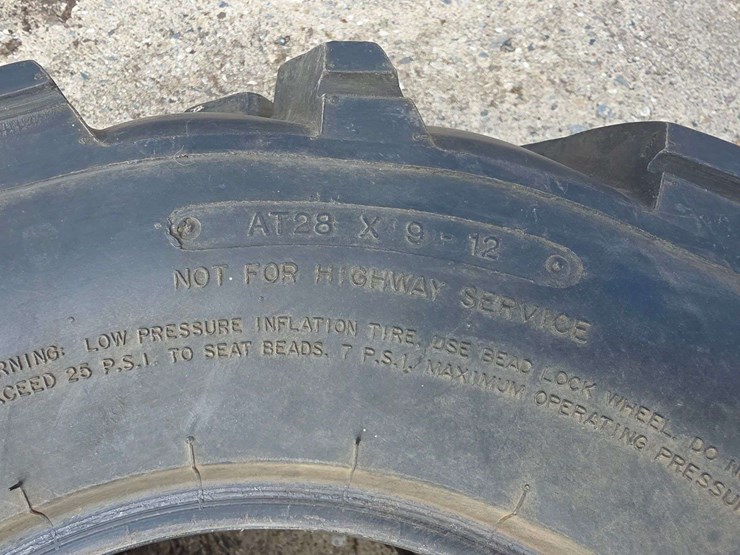 AT28 X 9 - 12
NOT FOR HIGHWAY SERVICE
RNING: LOW PRESSURE INFLATION TIRE, USE BEAD LOCK WHEEL. DO N
CEED 25 P.S.I. TO SEAT BEADS. 7 P.S.I. MAXIMUM OPERATING PRESSU